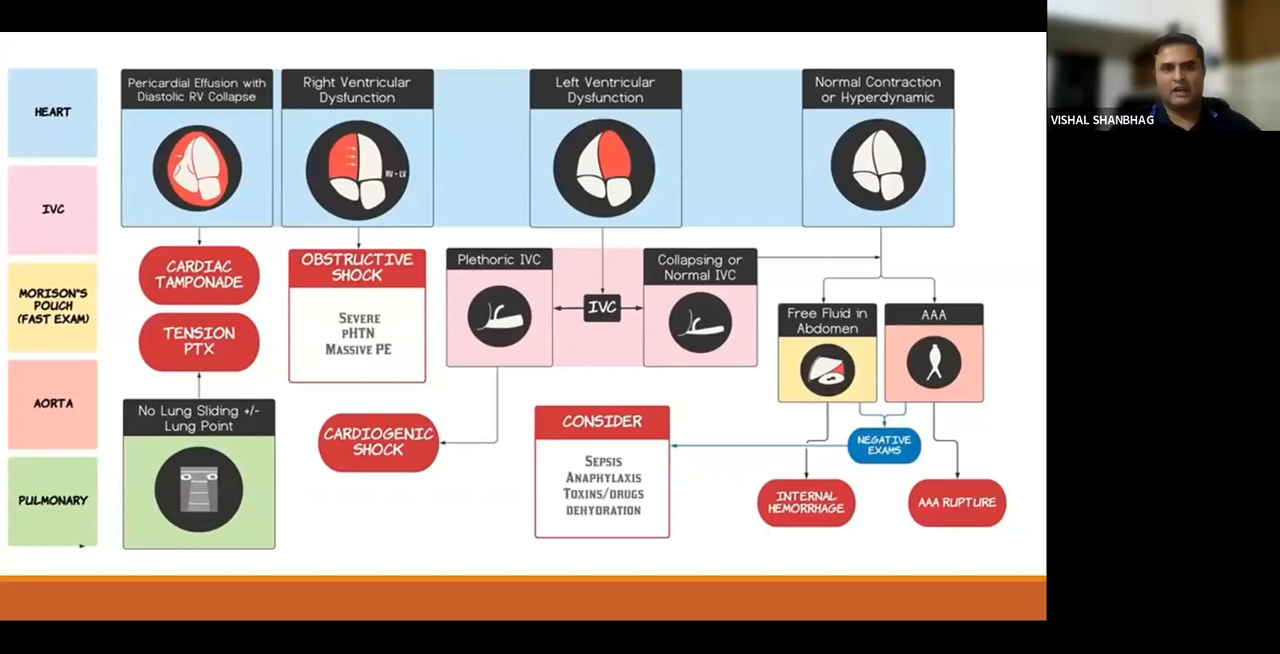 HEART
IVC
MORISON"S
POUCH
(FAST EXAM)
AORTA
PULMONARY
Pericardial Effusion with
Diastolic RV Collapse
CARDIAC
TAMPONADE
TENSION
PTX
No Lung Sliding +/-
Lung Point
Right Ventricular
Dysfunction
RV > LV
OBSTRUCTIVE
SHOCK
SEVERE
pHTN
MASSIVE PE
Left Ventricular
Dysfunction
Plethoric IVC
IVC
Collapsing or
Normal IVC
CARDIOGENIC
SHOCK
CONSIDER
SEPSIS
ANAPHYLAXIS
TOXINS/DRUGS
DEHYDRATION
Normal Contraction
or Hyperdynamic
Free Fluid in
Abdomen
AAA
NEGATIVE
EXAMS
INTERNAL
HEMORRHAGE
AAA RUPTURE
VISHAL SHANBHAG